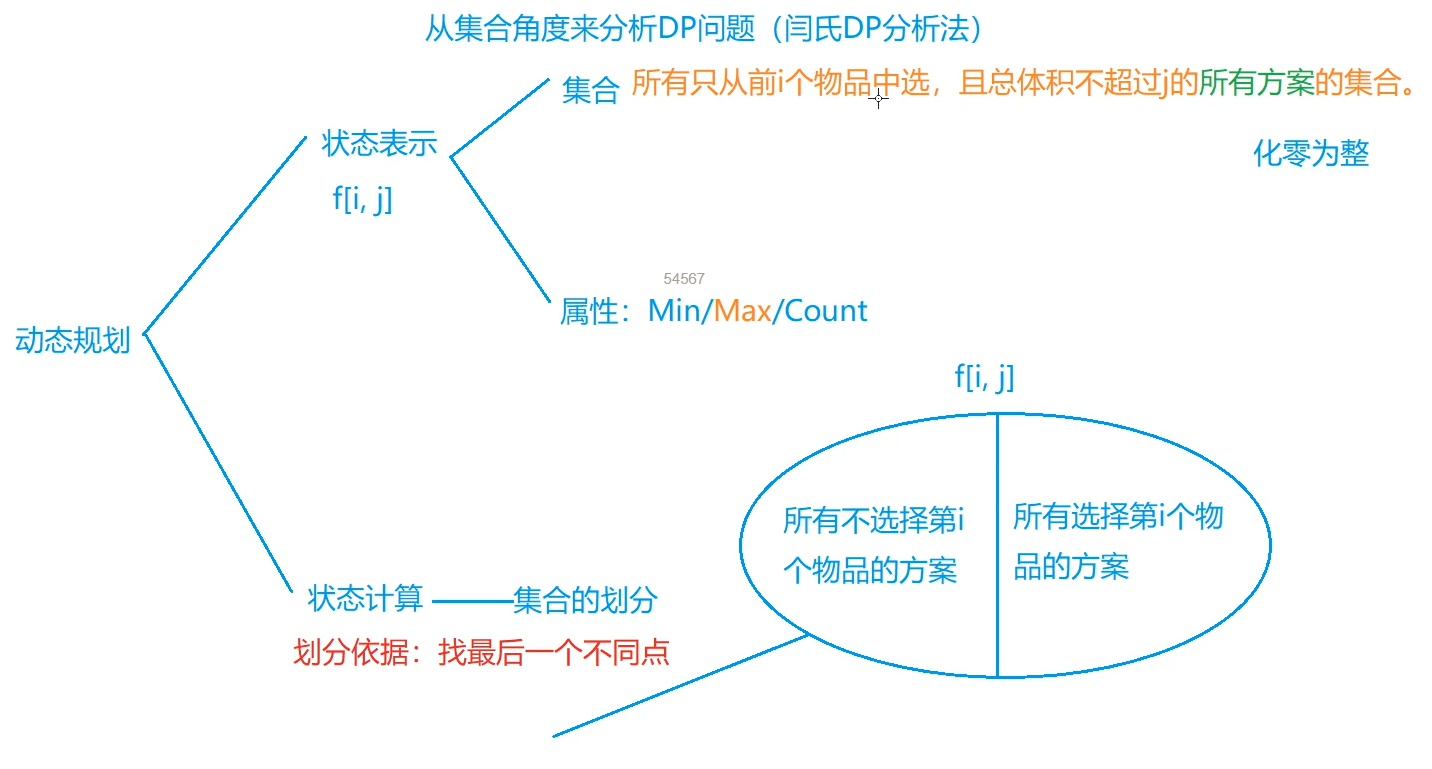 从集合角度来分析DP问题（闫氏DP分析法）
集合 所有只从前i个物品中选，且总体积不超过j的所有方案的集合。
状态表示
化零为整
f[i, j]
54567
属性：Min/Max/Count
动态规划
f[i, j]
所有不选择第i
个物品的方案
所有选择第i个物
品的方案
状态计算
集合的划分
划分依据：找最后一个不同点